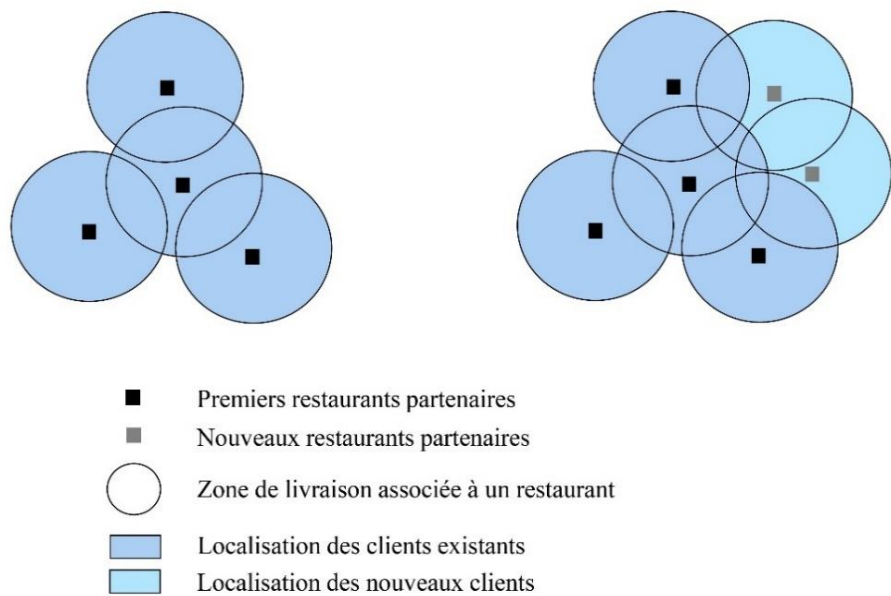 Premiers restaurants partenaires
Nouveaux restaurants partenaires
Zone de livraison associée à un restaurant
Localisation des clients existants
Localisation des nouveaux clients